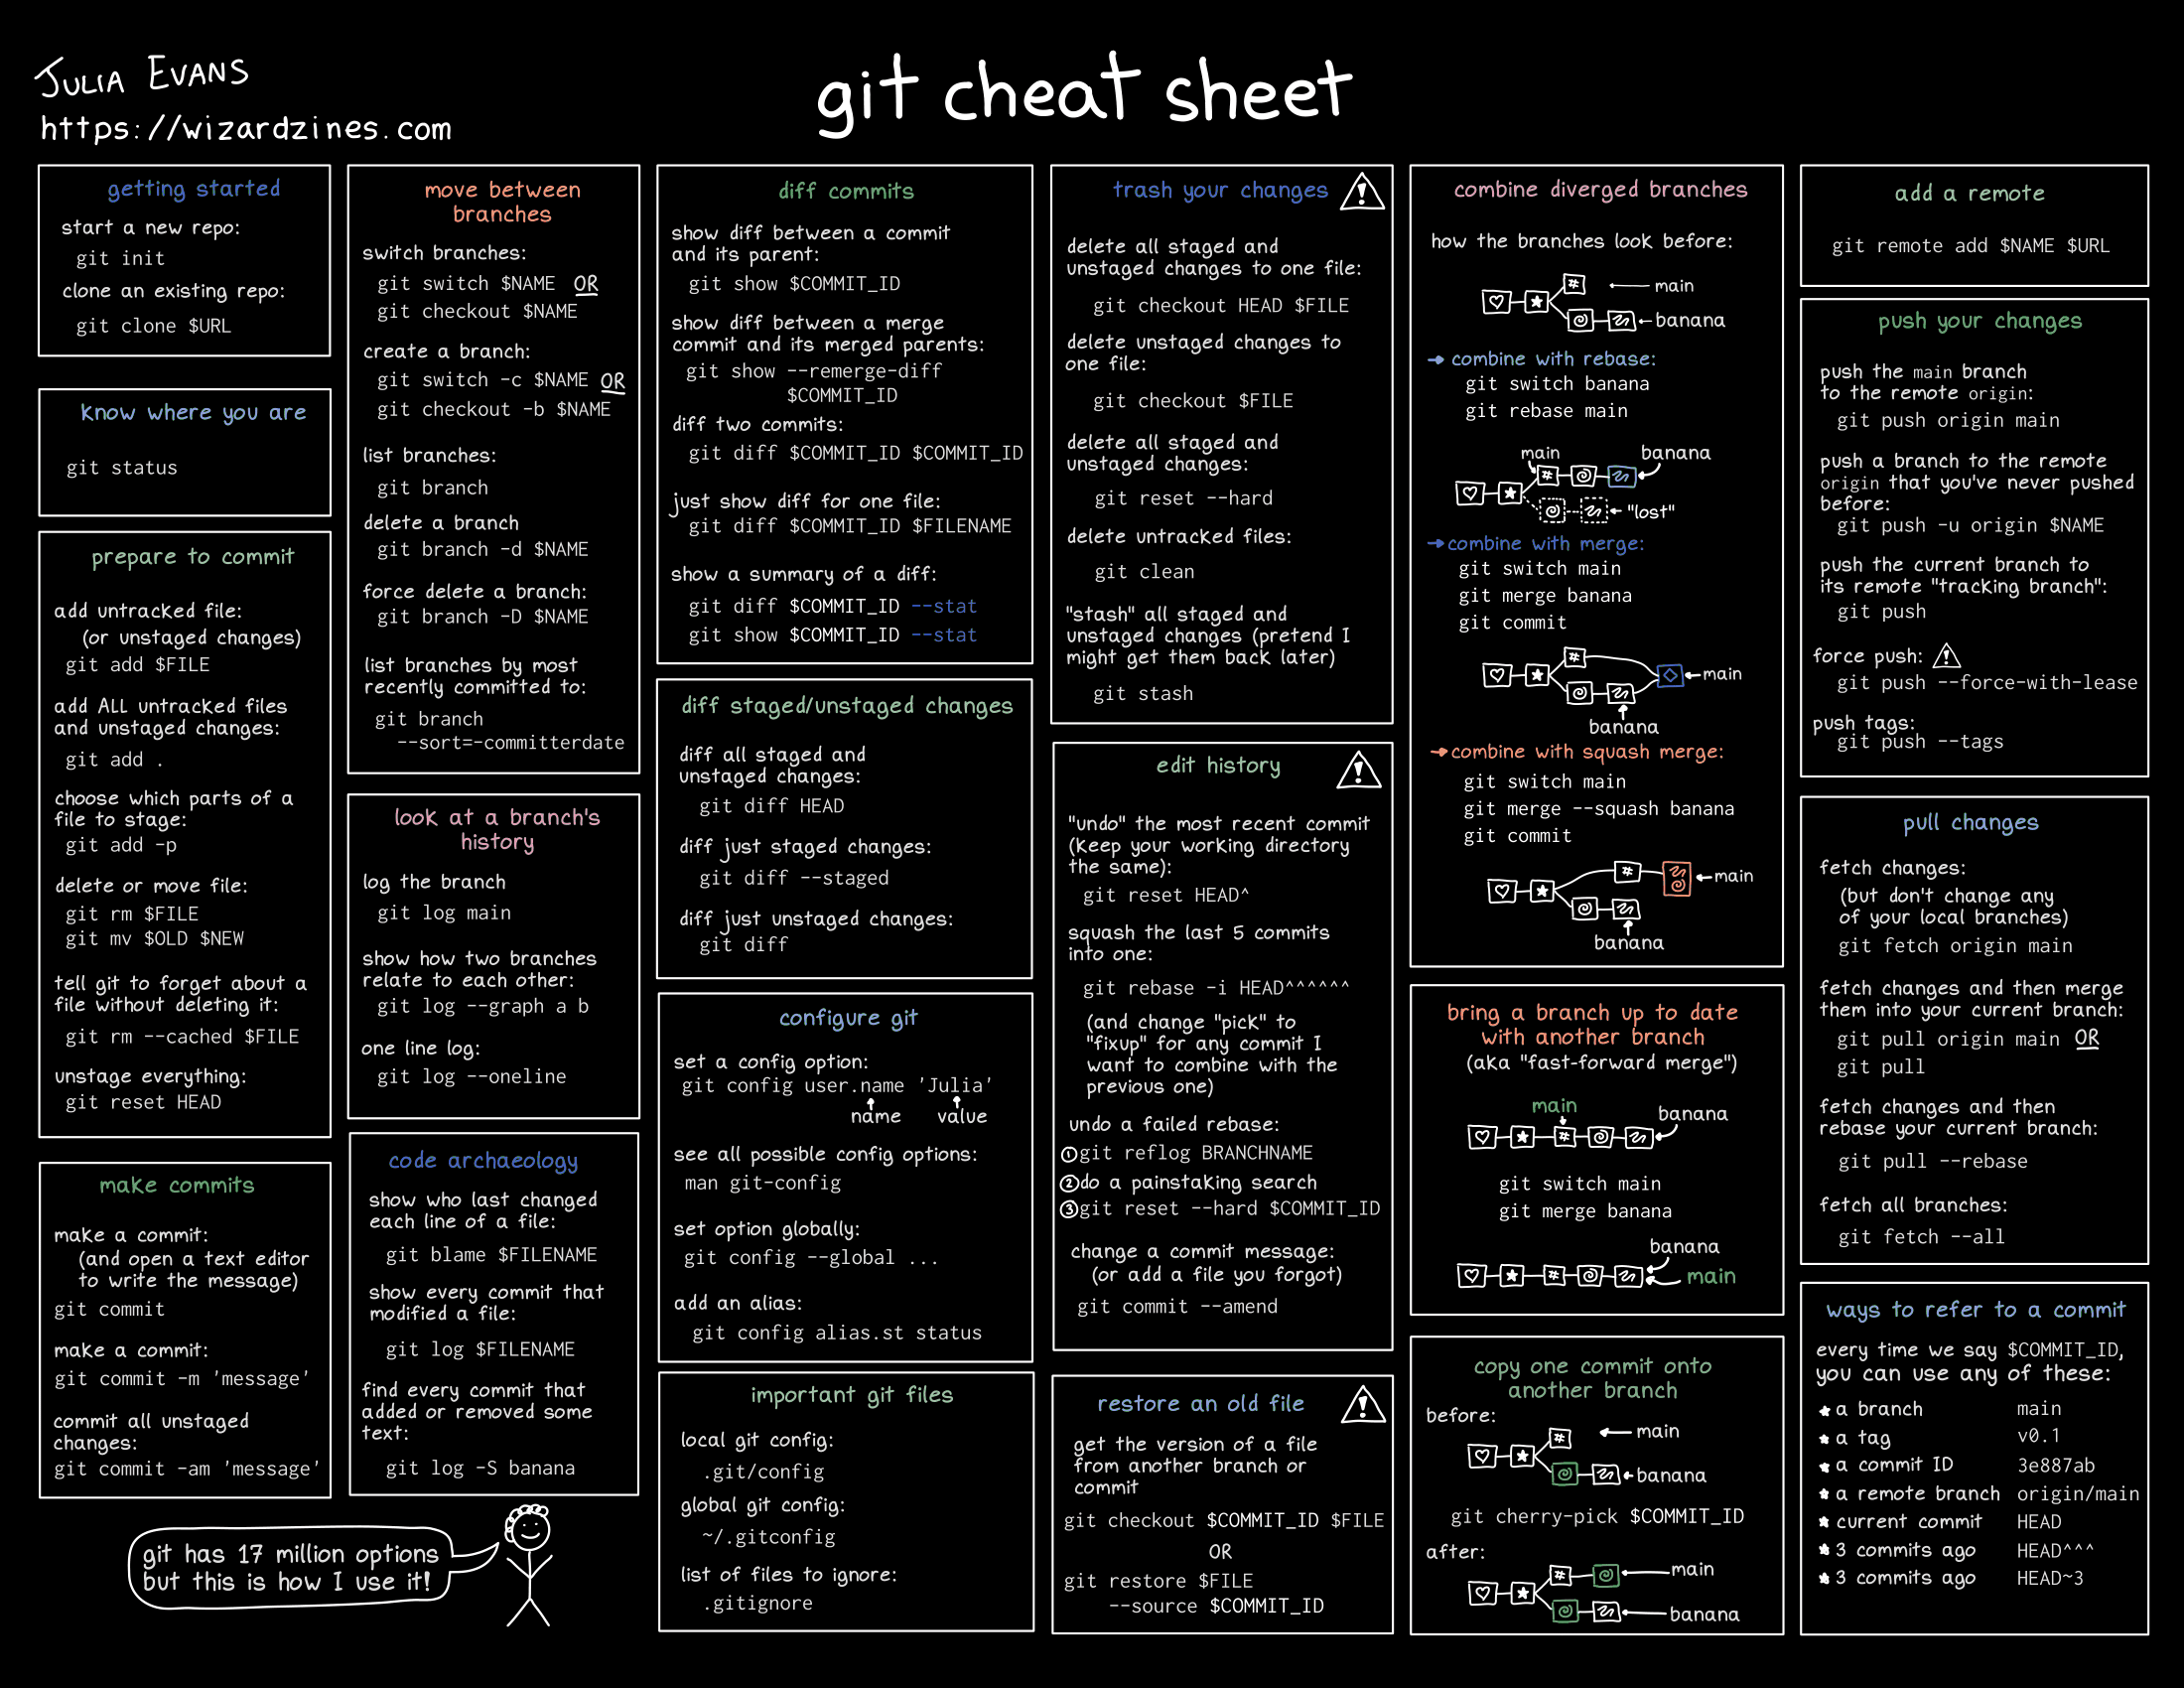 JULIA EVANS
https://wizardzines.com
git cheat sheet
getting started
start a new repo:
git init
clone an existing repo:
git clone $URL
know where you are
git status
prepare to commit
add untracked file:
(or unstaged changes)
git add $FILE
add ALL untracked files
and unstaged changes:
git add .
choose which parts of a
file to stage:
git add -p
delete or move file:
git rm $FILE
git mv $OLD $NEW
tell git to forget about a
file without deleting it:
git rm --cached $FILE
unstage everything:
git reset HEAD
make commits
make a commit:
(and open a text editor
to write the message)
git commit
make a commit:
git commit -m 'message'
commit all unstaged
changes:
git commit -am 'message'
git has 17 million options
but this is how I use it!
move between
branches
switch branches:
git switch $NAME OR
git checkout $NAME
create a branch:
git switch -c $NAME OR
git checkout -b $NAME
list branches:
git branch
delete a branch
git branch -d $NAME
force delete a branch:
git branch -D $NAME
list branches by most
recently committed to:
git branch
--sort=-committerdate
look at a branch's
history
log the branch
git log main
show how two branches
relate to each other:
git log --graph a b
one line log:
git log --oneline
code archaeology
show who last changed
each line of a file:
git blame $FILENAME
show every commit that
modified a file:
git log $FILENAME
find every commit that
added or removed some
text:
git log -S banana
diff commits
show diff between a commit
and its parent:
git show $COMMIT_ID
show diff between a merge
commit and its merged parents:
git show --remerge-diff
$COMMIT_ID
diff two commits:
git diff $COMMIT_ID $COMMIT_ID
just show diff for one file:
git diff $COMMIT_ID $FILENAME
show a summary of a diff:
git diff $COMMIT_ID --stat
git show $COMMIT_ID --stat
diff staged/unstaged changes
diff all staged and
unstaged changes:
git diff HEAD
diff just staged changes:
git diff --staged
diff just unstaged changes:
git diff
configure git
set a config option:
git config user.name 'Julia'
name value
see all possible config options:
man git-config
set option globally:
git config --global ...
add an alias:
git config alias.st status
important git files
local git config:
.git/config
global git config:
~/.gitconfig
list of files to ignore:
.gitignore
trash your changes
delete all staged and
unstaged changes to one file:
git checkout HEAD $FILE
delete unstaged changes to
one file:
git checkout $FILE
delete all staged and
unstaged changes:
git reset --hard
delete untracked files:
git clean
"stash" all staged and
unstaged changes (pretend I
might get them back later)
git stash
edit history
"undo" the most recent commit
(keep your working directory
the same):
git reset HEAD^
squash the last 5 commits
into one:
git rebase -i HEAD^^^^^^
(and change "pick" to
"fixup" for any commit I
want to combine with the
previous one)
undo a failed rebase:
① git reflog BRANCHNAME
② do a painstaking search
③ git reset --hard $COMMIT_ID
change a commit message:
(or add a file you forgot)
git commit --amend
restore an old file
get the version of a file
from another branch or
commit
git checkout $COMMIT_ID $FILE
OR
git restore $FILE
--source $COMMIT_ID
combine diverged branches
how the branches look before:
main
banana
combine with rebase:
git switch banana
git rebase main
main banana
"lost"
combine with merge:
git switch main
git merge banana
git commit
main
banana
combine with squash merge:
git switch main
git merge --squash banana
git commit
main
banana
bring a branch up to date
with another branch
(aka "fast-forward merge")
main banana
git switch main
git merge banana
banana
main
copy one commit onto
another branch
before:
main
banana
git cherry-pick $COMMIT_ID
after:
main
banana
add a remote
git remote add $NAME $URL
push your changes
push the main branch
to the remote origin:
git push origin main
push a branch to the remote
origin that you've never pushed
before:
git push -u origin $NAME
push the current branch to
its remote "tracking branch":
git push
force push:
git push --force-with-lease
push tags:
git push --tags
pull changes
fetch changes:
(but don't change any
of your local branches)
git fetch origin main
fetch changes and then merge
them into your current branch:
git pull origin main OR
git pull
fetch changes and then
rebase your current branch:
git pull --rebase
fetch all branches:
git fetch --all
ways to refer to a commit
every time we say $COMMIT_ID,
you can use any of these:
a branch main
a tag v0.1
a commit ID 3e887ab
a remote branch origin/main
current commit HEAD
3 commits ago HEAD^^^
3 commits ago HEAD~3